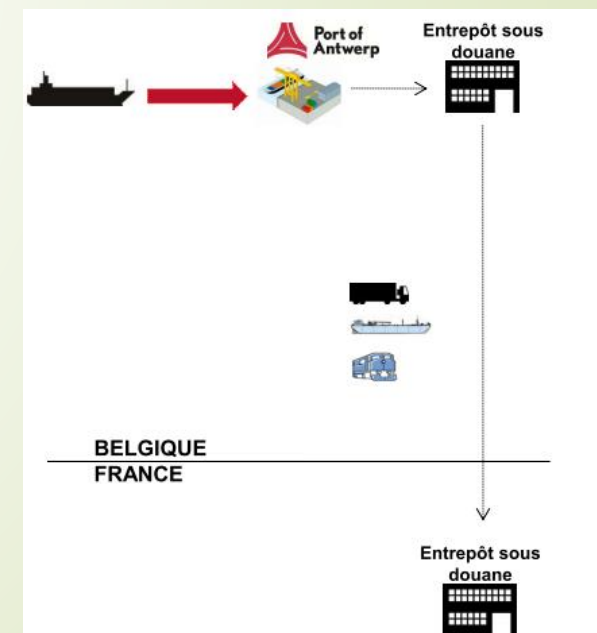 Port of
Antwerp
Entrepôt sous
douane
BELGIQUE
FRANCE
Entrepôt sous
douane